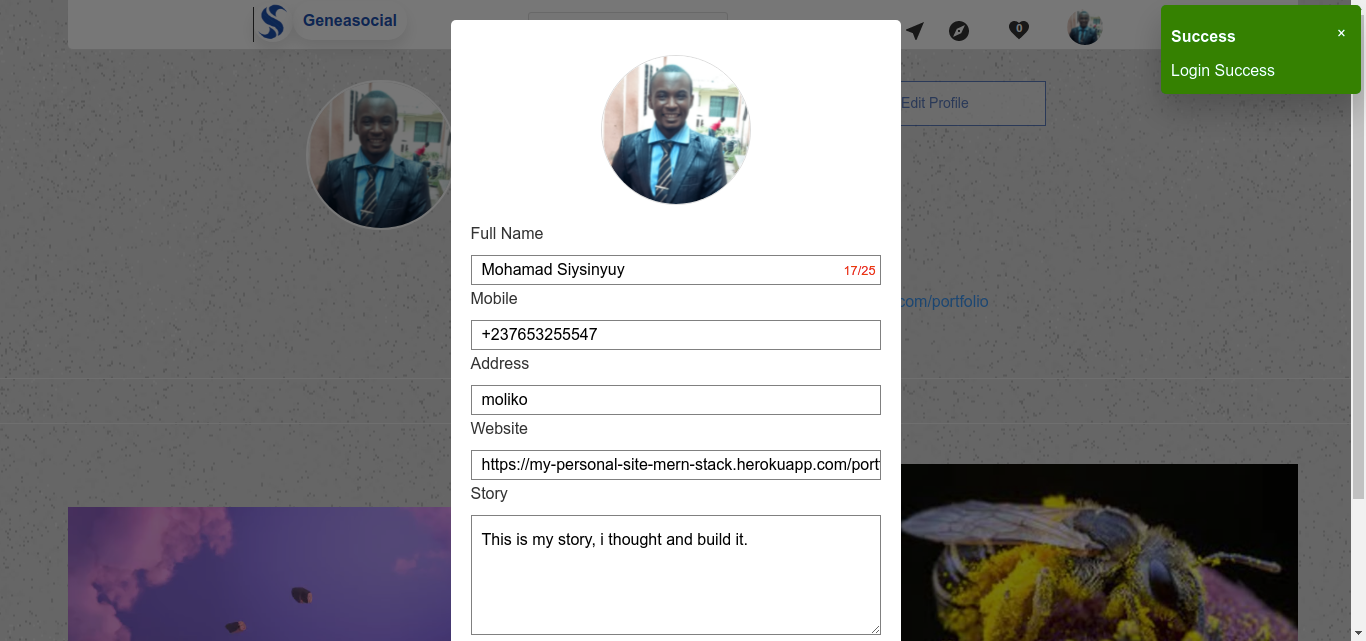 Geneasocial
0
Success
×
Login Success
Edit Profile
Full Name
Mohamad Siysinyuy 17/25
Mobile
+237653255547
com/portfolio
Address
moliko
Website
https://my-personal-site-mern-stack.herokuapp.com/port
Story
This is my story, i thought and build it.